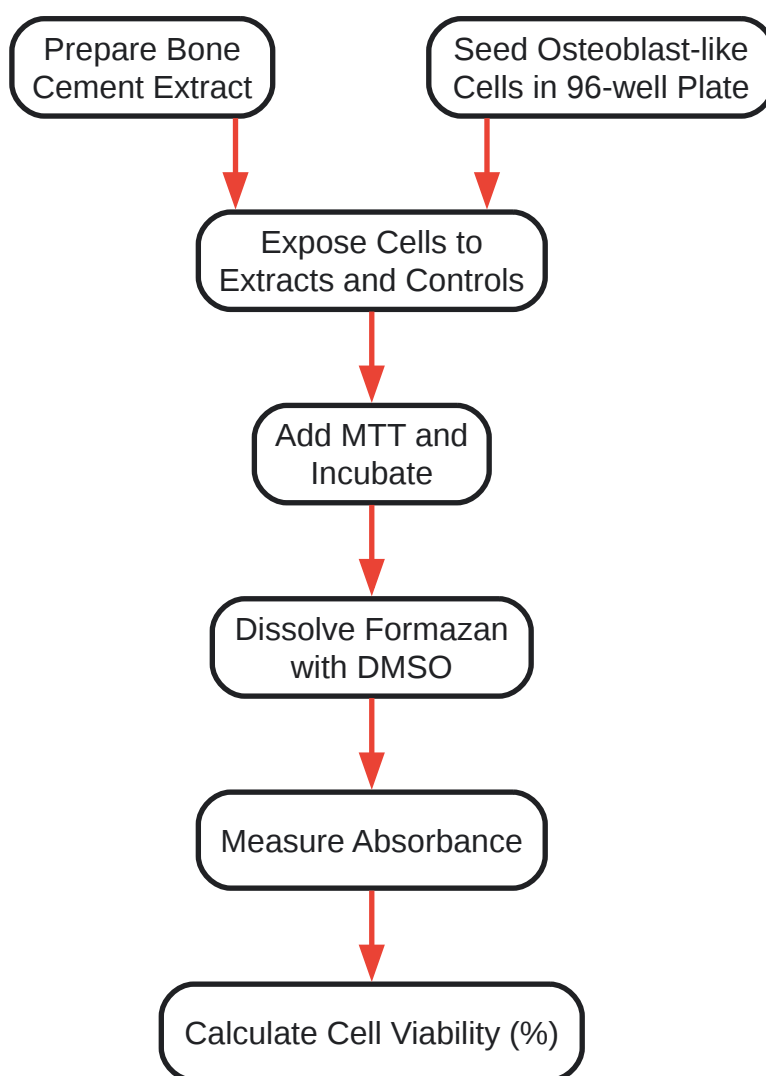 Prepare Bone
Cement Extract
Seed Osteoblast-like
Cells in 96-well Plate
Expose Cells to
Extracts and Controls
Add MTT and
Incubate
Dissolve Formazan
with DMSO
Measure Absorbance
Calculate Cell Viability (%)